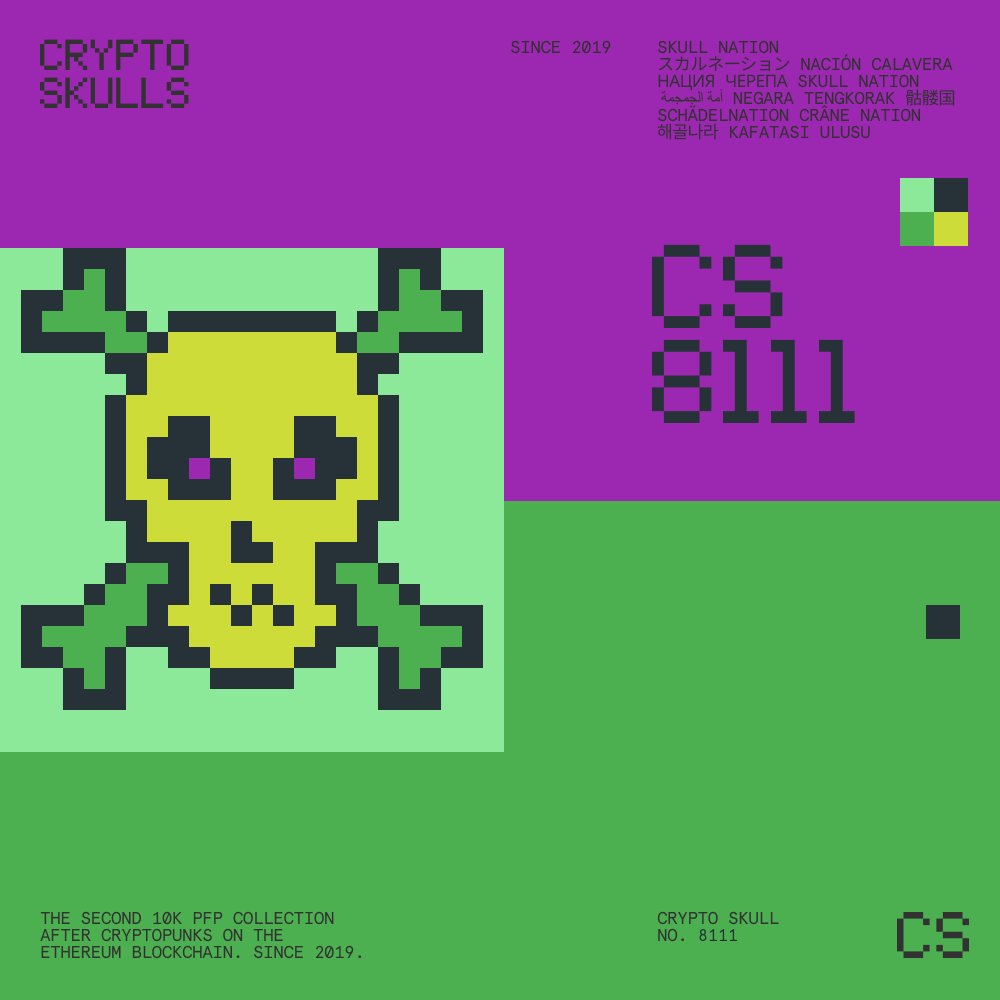 CRYPTO
SKULLS
SINCE 2019
SKULL NATION
スカルネーション NACIÓN CALAVERA
НАЦИЯ ЧЕРЕПА SKULL NATION
أمة الجمجمة NEGARA TENGKORAK 骷髅国
SCHÄDELNATION CRÂNE NATION
해골나라 KAFATASI ULUSU
CS
8111
THE SECOND 10K PFP COLLECTION
AFTER CRYPTOPUNKS ON THE
ETHEREUM BLOCKCHAIN. SINCE 2019.
CRYPTO SKULL
NO. 8111
CS